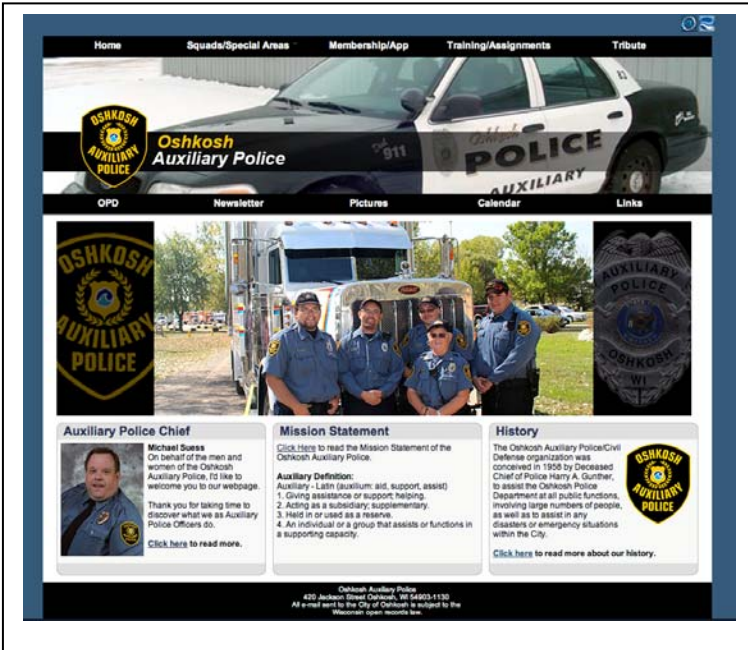 Home Squads/Special Areas Membership/App Training/Assignments Tribute
OSHKOSH
AUXILIARY
POLICE
Oshkosh
Auxiliary Police
911
Oshkosh
POLICE
AUXILIARY
OPD Newsletter Pictures Calendar Links
OSHKOSH
AUXILIARY
POLICE
AUXILIARY
POLICE
OSHKOSH
WI
Auxiliary Police Chief
Michael Suess
On behalf of the men and
women of the Oshkosh
Auxiliary Police, I'd like to
welcome you to our webpage.
Thank you for taking time to
discover what we as Auxiliary
Police Officers do.
Click here to read more.
Mission Statement
Click Here to read the Mission Statement of the
Oshkosh Auxiliary Police.
Auxiliary Definition:
Auxiliary - Latin (auxilium: aid, support, assist)
1. Giving assistance or support; helping.
2. Acting as a subsidiary; supplementary.
3. Held in or used as a reserve.
4. An individual or a group that assists or functions in
a supporting capacity.
History
The Oshkosh Auxiliary Police/Civil
Defense organization was
conceived in 1958 by Deceased
Chief of Police Harry A. Gunther,
to assist the Oshkosh Police
Department at all public functions,
involving large numbers of people,
as well as to assist in any
disasters or emergency situations
within the City.
Click here to read more about our history.
OSHKOSH
AUXILIARY
POLICE
Oshkosh Auxiliary Police
420 Jackson Street Oshkosh, WI 54903-1130
All e-mail sent to the City of Oshkosh is subject to the
Wisconsin open records law.